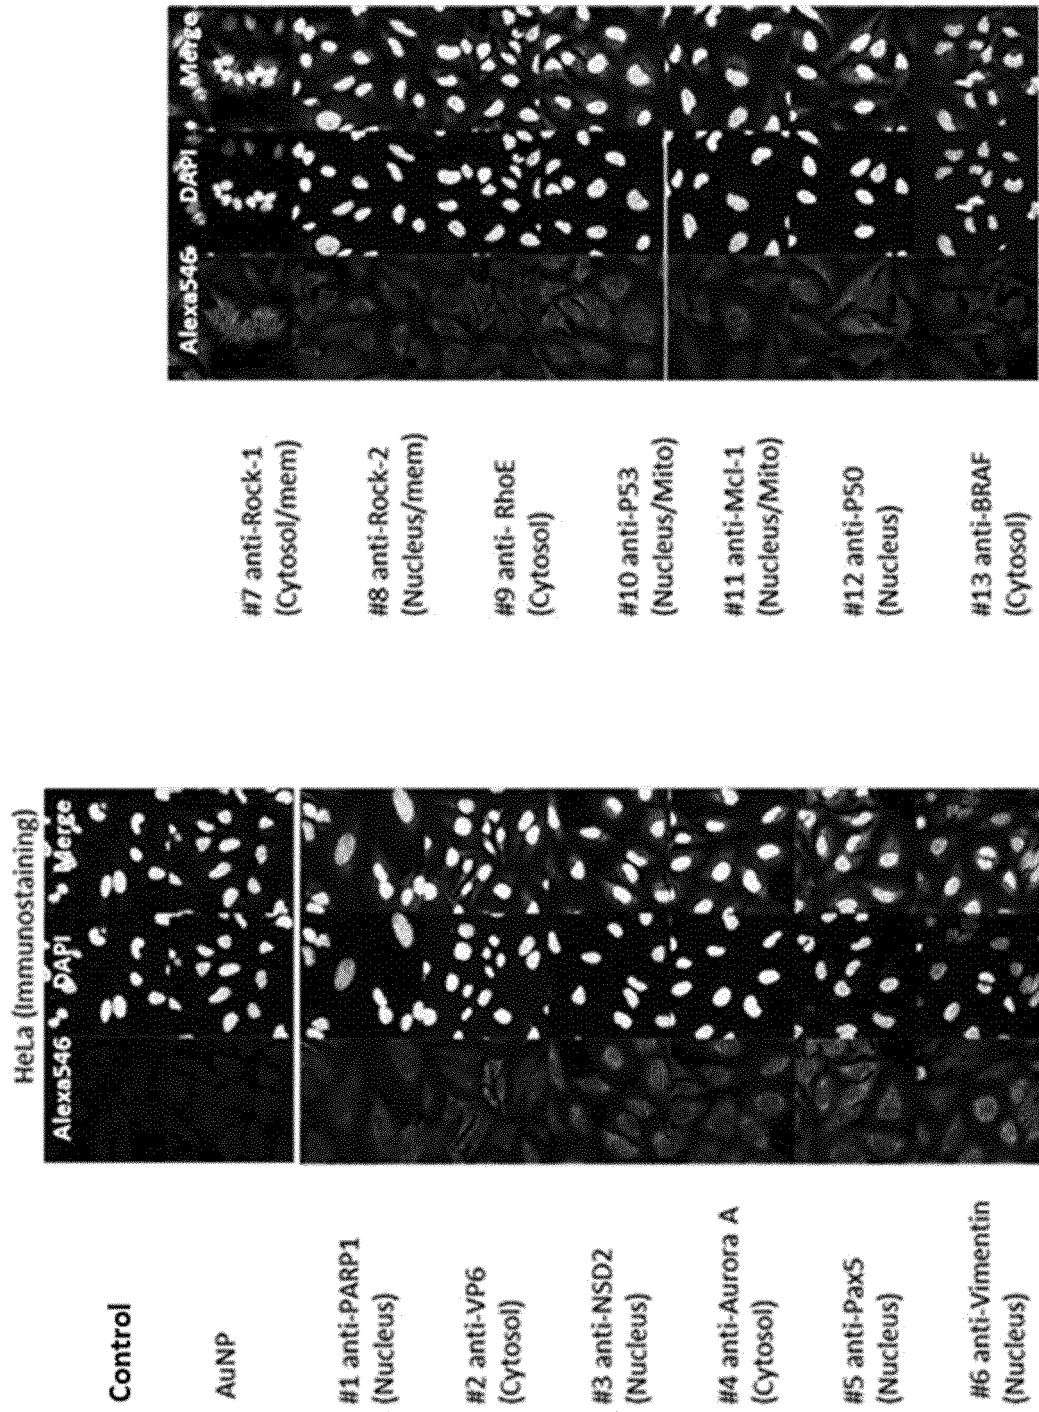 HeLa (Immunostaining)
Alexa546 DAPI Merge
Control
AuNP
#1 anti-PARP1
(Nucleus)
#2 anti-VP6
(Cytosol)
#3 anti-NSD2
(Nucleus)
#4 anti-Aurora A
(Cytosol)
#5 anti-Pax5
(Nucleus)
#6 anti-Vimentin
(Nucleus)
Alexa546 DAPI Merge
#7 anti-Rock-1
(Cytosol/mem)
#8 anti-Rock-2
(Nucleus/mem)
#9 anti- RhoE
(Cytosol)
#10 anti-P53
(Nucleus/Mito)
#11 anti-Mcl-1
(Nucleus/Mito)
#12 anti-P50
(Nucleus)
#13 anti-BRAF
(Cytosol)